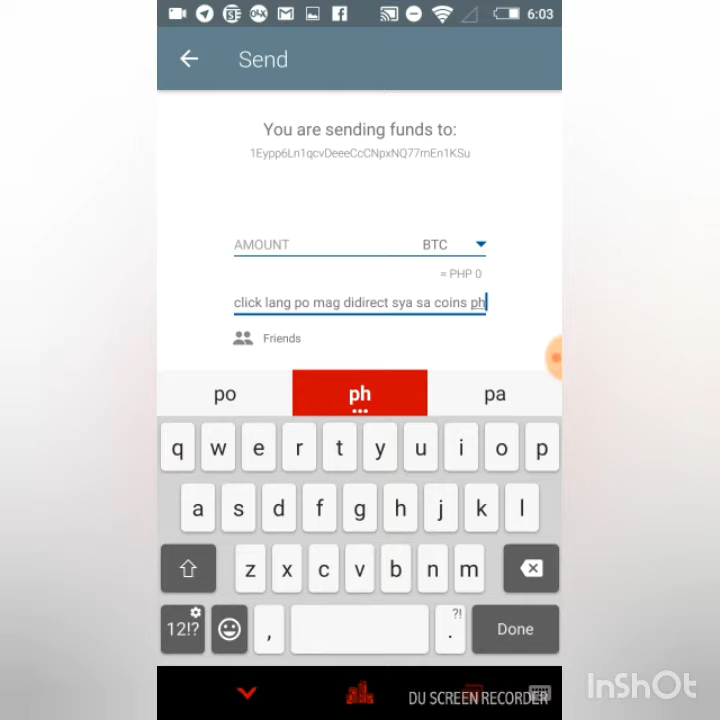 6:03
Send
You are sending funds to:
1Eypp6Ln1qcvDeeeCcCNpxNQ77rnEn1KSu
AMOUNT BTC
≈ PHP 0
click lang po mag didirect sya sa coins ph
Friends
po ph pa
q w e r t y u i o p
a s d f g h j k l
z x c v b n m
12!? , . ?! Done
DU SCREEN RECORDER
InShOt